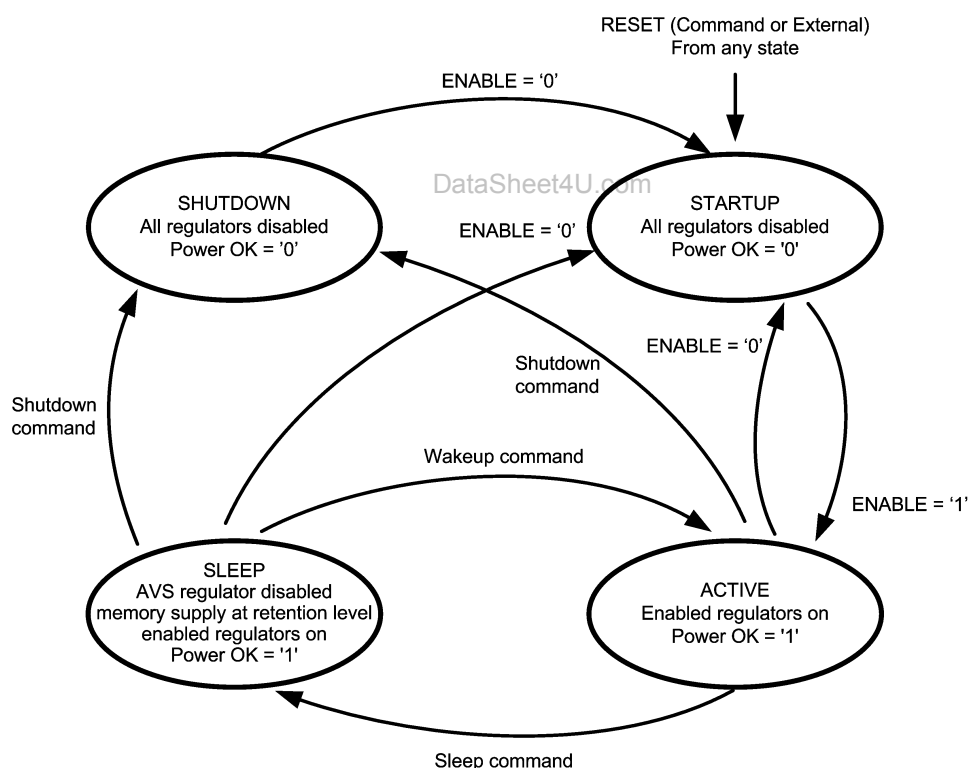 RESET (Command or External)
From any state
ENABLE = ‘0’
DataSheet4U.com
SHUTDOWN
All regulators disabled
Power OK = ’0’
STARTUP
All regulators disabled
Power OK = '0'
ENABLE = ‘0’
ENABLE = ‘0’
Shutdown
command
Shutdown
command
Wakeup command
ENABLE = ‘1’
SLEEP
AVS regulator disabled
memory supply at retention level
enabled regulators on
Power OK = '1'
ACTIVE
Enabled regulators on
Power OK = '1'
Sleep command